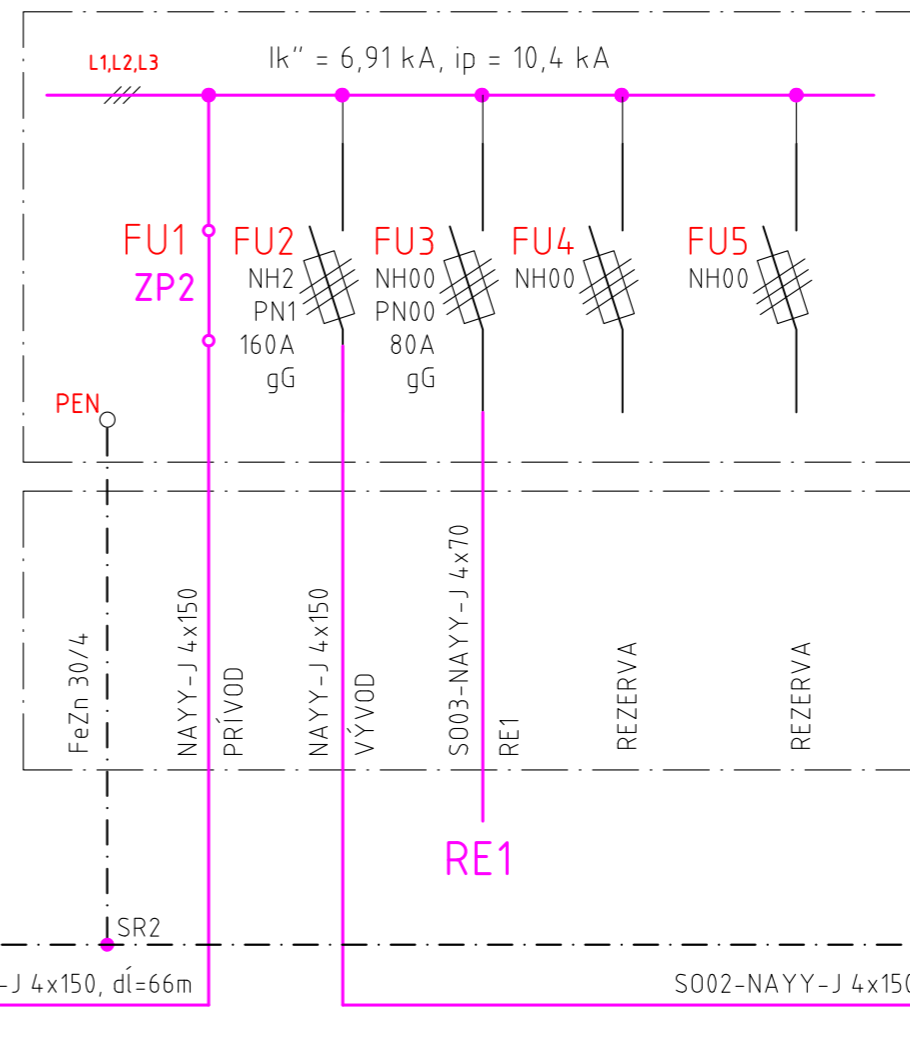 L1,L2,L3
Ik'' = 6,91 kA, ip = 10,4 kA
FU1
ZP2
FU2
NH2
PN1
160A
gG
FU3
NH00
PN00
80A
gG
FU4
NH00
FU5
NH00
PEN
FeZn 30/4
NAYY-J 4x150
PRÍVOD
NAYY-J 4x150
VÝVOD
S003-NAYY-J 4x70
RE1
REZERVA
REZERVA
RE1
SR2
-J 4x150, dĺ=66m
S002-NAYY-J 4x150